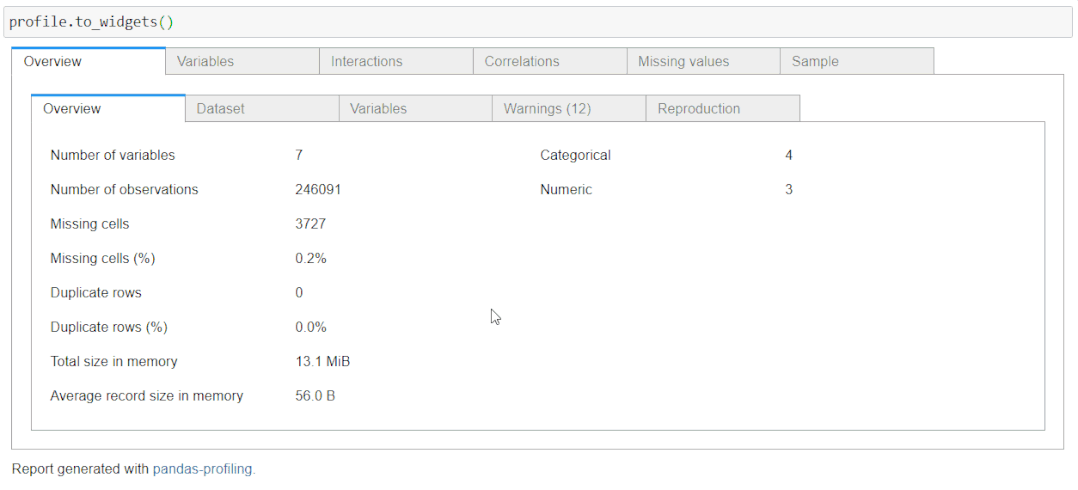 profile.to_widgets()
Overview Variables Interactions Correlations Missing values Sample
Overview Dataset Variables Warnings (12) Reproduction
Number of variables 7 Categorical 4
Number of observations 246091 Numeric 3
Missing cells 3727
Missing cells (%) 0.2%
Duplicate rows 0
Duplicate rows (%) 0.0%
Total size in memory 13.1 MiB
Average record size in memory 56.0 B
Report generated with pandas-profiling.